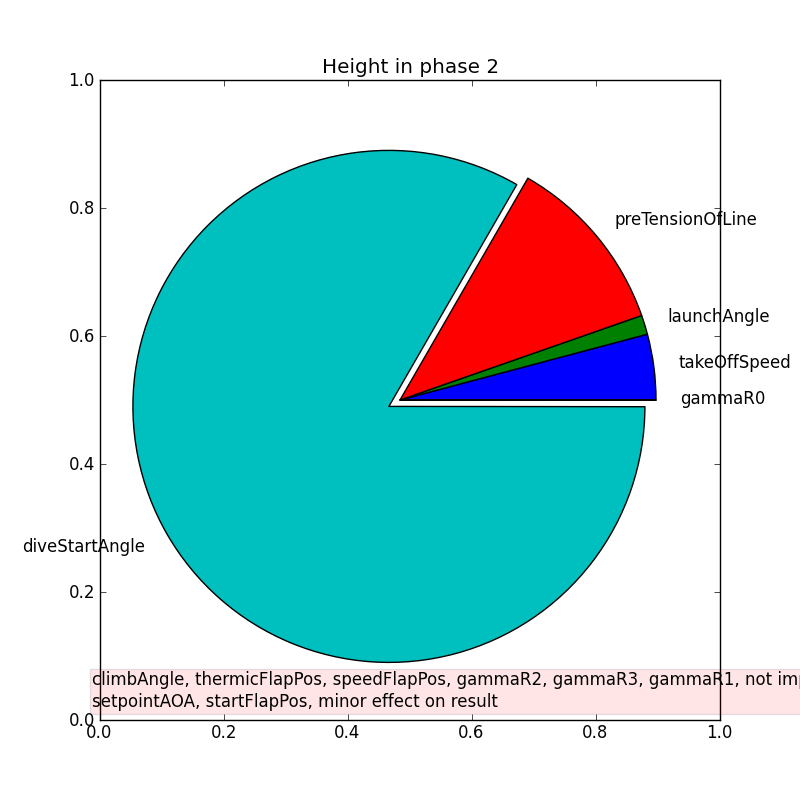 Height in phase 2
1.0
0.8
0.6
0.4
0.2
0.0
preTensionOfLine
launchAngle
takeOffSpeed
gammaR0
diveStartAngle
climbAngle, thermicFlapPos, speedFlapPos, gammaR2, gammaR3, gammaR1, not
setpointAOA, startFlapPos, minor effect on result
0.0 0.2 0.4 0.6 0.8 1.0